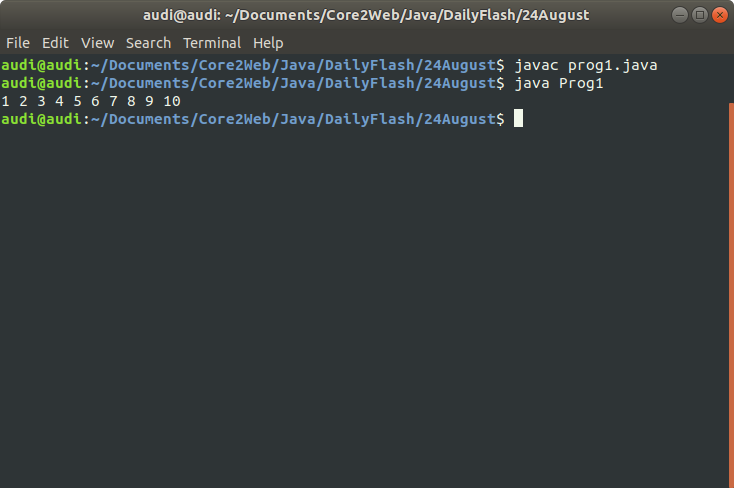 audi@audi: ~/Documents/Core2Web/Java/DailyFlash/24August
File Edit View Search Terminal Help
audi@audi:~/Documents/Core2Web/Java/DailyFlash/24August$ javac prog1.java
audi@audi:~/Documents/Core2Web/Java/DailyFlash/24August$ java Prog1
1 2 3 4 5 6 7 8 9 10
audi@audi:~/Documents/Core2Web/Java/DailyFlash/24August$